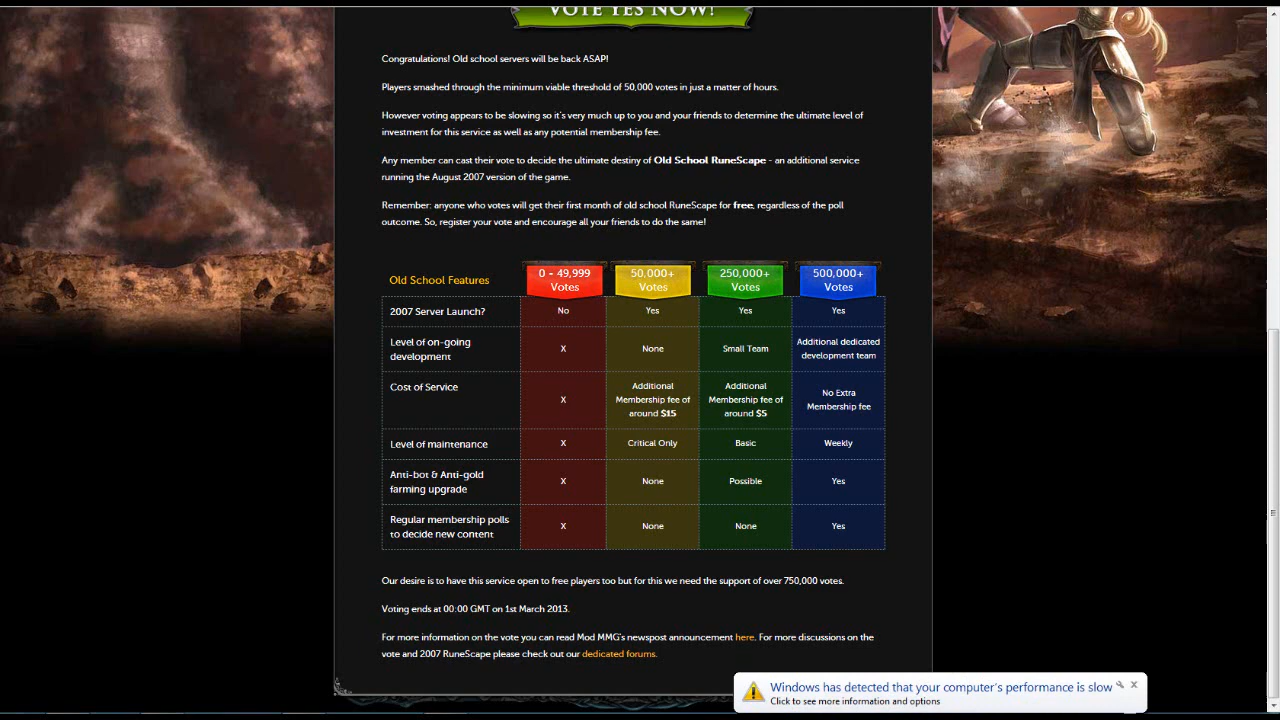 VOTE YES NOW!
Congratulations! Old school servers will be back ASAP!
Players smashed through the minimum viable threshold of 50,000 votes in just a matter of hours.
However voting appears to be slowing so it's very much up to you and your friends to determine the ultimate level of
investment for this service as well as any potential membership fee.
Any member can cast their vote to decide the ultimate destiny of Old School RuneScape - an additional service
running the August 2007 version of the game.
Remember: anyone who votes will get their first month of old school RuneScape for free, regardless of the poll
outcome. So, register your vote and encourage all your friends to do the same!
Old School Features
0 - 49,999
Votes
50,000+
Votes
250,000+
Votes
500,000+
Votes
2007 Server Launch?
No
Yes
Yes
Yes
Level of on-going
development
X
None
Small Team
Additional dedicated
development team
Cost of Service
X
Additional
Membership fee of
around $15
Additional
Membership fee of
around $5
No Extra
Membership fee
Level of maintenance
X
Critical Only
Basic
Weekly
Anti-bot & Anti-gold
farming upgrade
X
None
Possible
Yes
Regular membership polls
to decide new content
X
None
None
Yes
Our desire is to have this service open to free players too but for this we need the support of over 750,000 votes.
Voting ends at 00:00 GMT on 1st March 2013.
For more information on the vote you can read Mod MMG's newspost announcement here. For more discussions on the
vote and 2007 RuneScape please check out our dedicated forums.
Windows has detected that your computer's performance is slow
Click to see more information and options